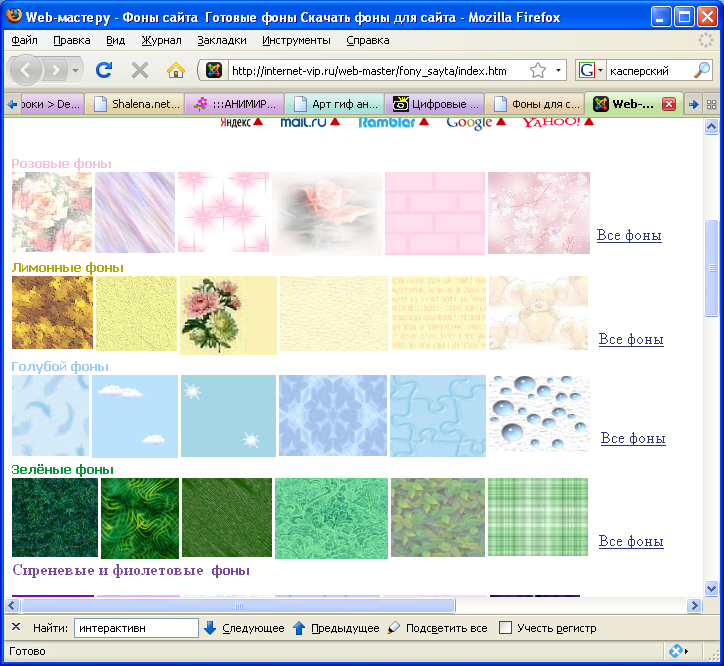 Web-мастеру - Фоны сайта Готовые фоны Скачать фоны для сайта - Mozilla Firefox
Файл Правка Вид Журнал Закладки Инструменты Справка
http://internet-vip.ru/web-master/fony_sayta/index.htm касперский
роки > De... Shalena.net... :::АНИМИР... Арт гиф ан... Цифровые ... Фоны для с... Web-...
Яndex mail.ru Rambler Google YAHOO!
Розовые фоны
Все фоны
Лимонные фоны
Все фоны
Голубой фоны
Все фоны
Зелёные фоны
Все фоны
Сиреневые и фиолетовые фоны
Найти: интерактивн Следующее Предыдущее Подсветить все Учесть регистр
Готово